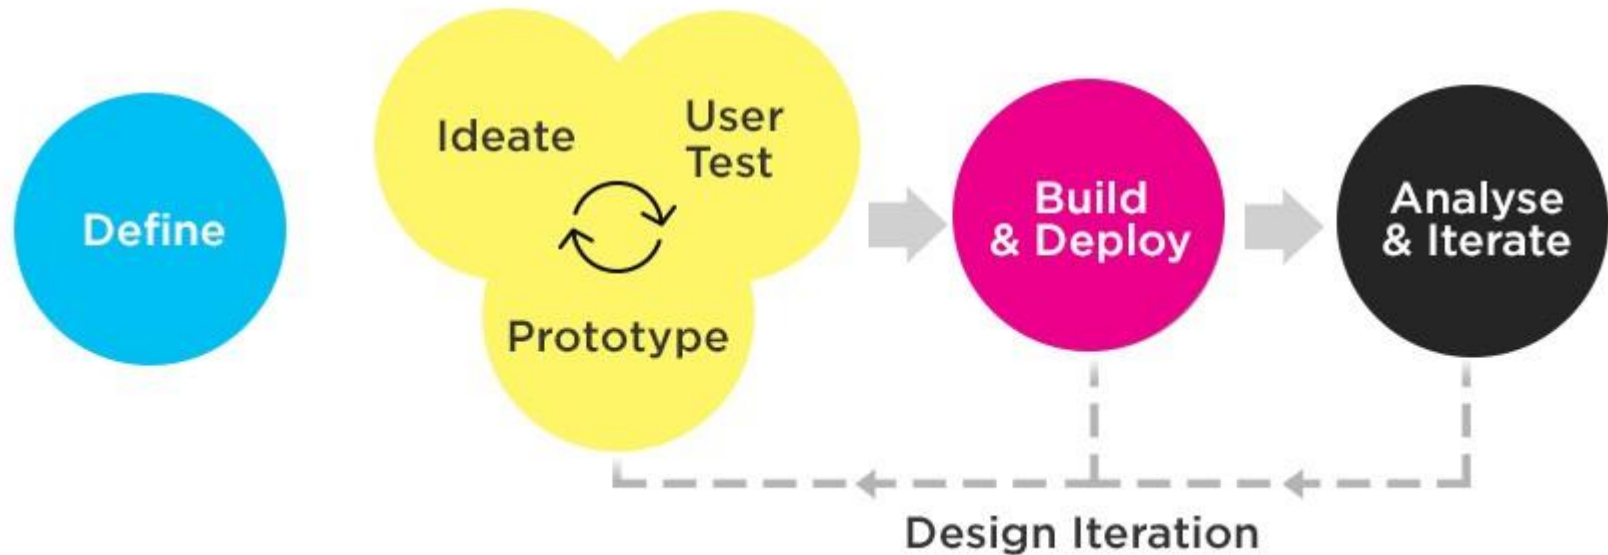 Define
Ideate
User
Test
Prototype
Build
& Deploy
Analyse
& Iterate
Design Iteration